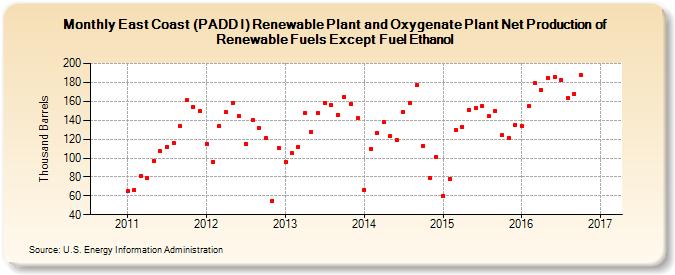 Monthly East Coast (PADD I) Renewable Plant and Oxygenate Plant Net Production of
Renewable Fuels Except Fuel Ethanol
Thousand Barrels
200
180
160
140
120
100
80
60
40
2011 2012 2013 2014 2015 2016 2017
Source: U.S. Energy Information Administration